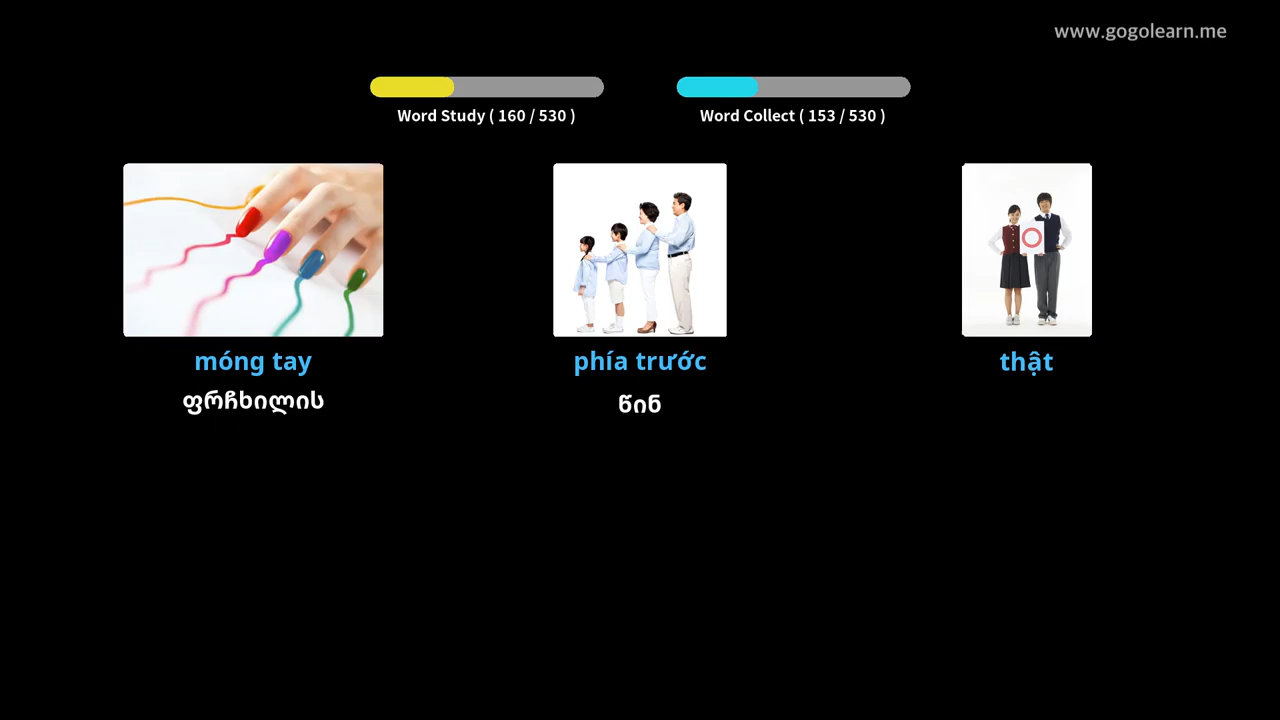 www.gogolearn.me
Word Study ( 160 / 530 )
Word Collect ( 153 / 530 )
móng tay
phía trước
thật
ფრჩხილის
წინ